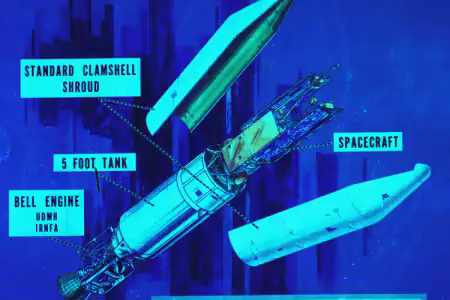 STANDARD CLAMSHELL
SHROUD
SPACECRAFT
5 FOOT TANK
BELL ENGINE
UDMH
IRNFA